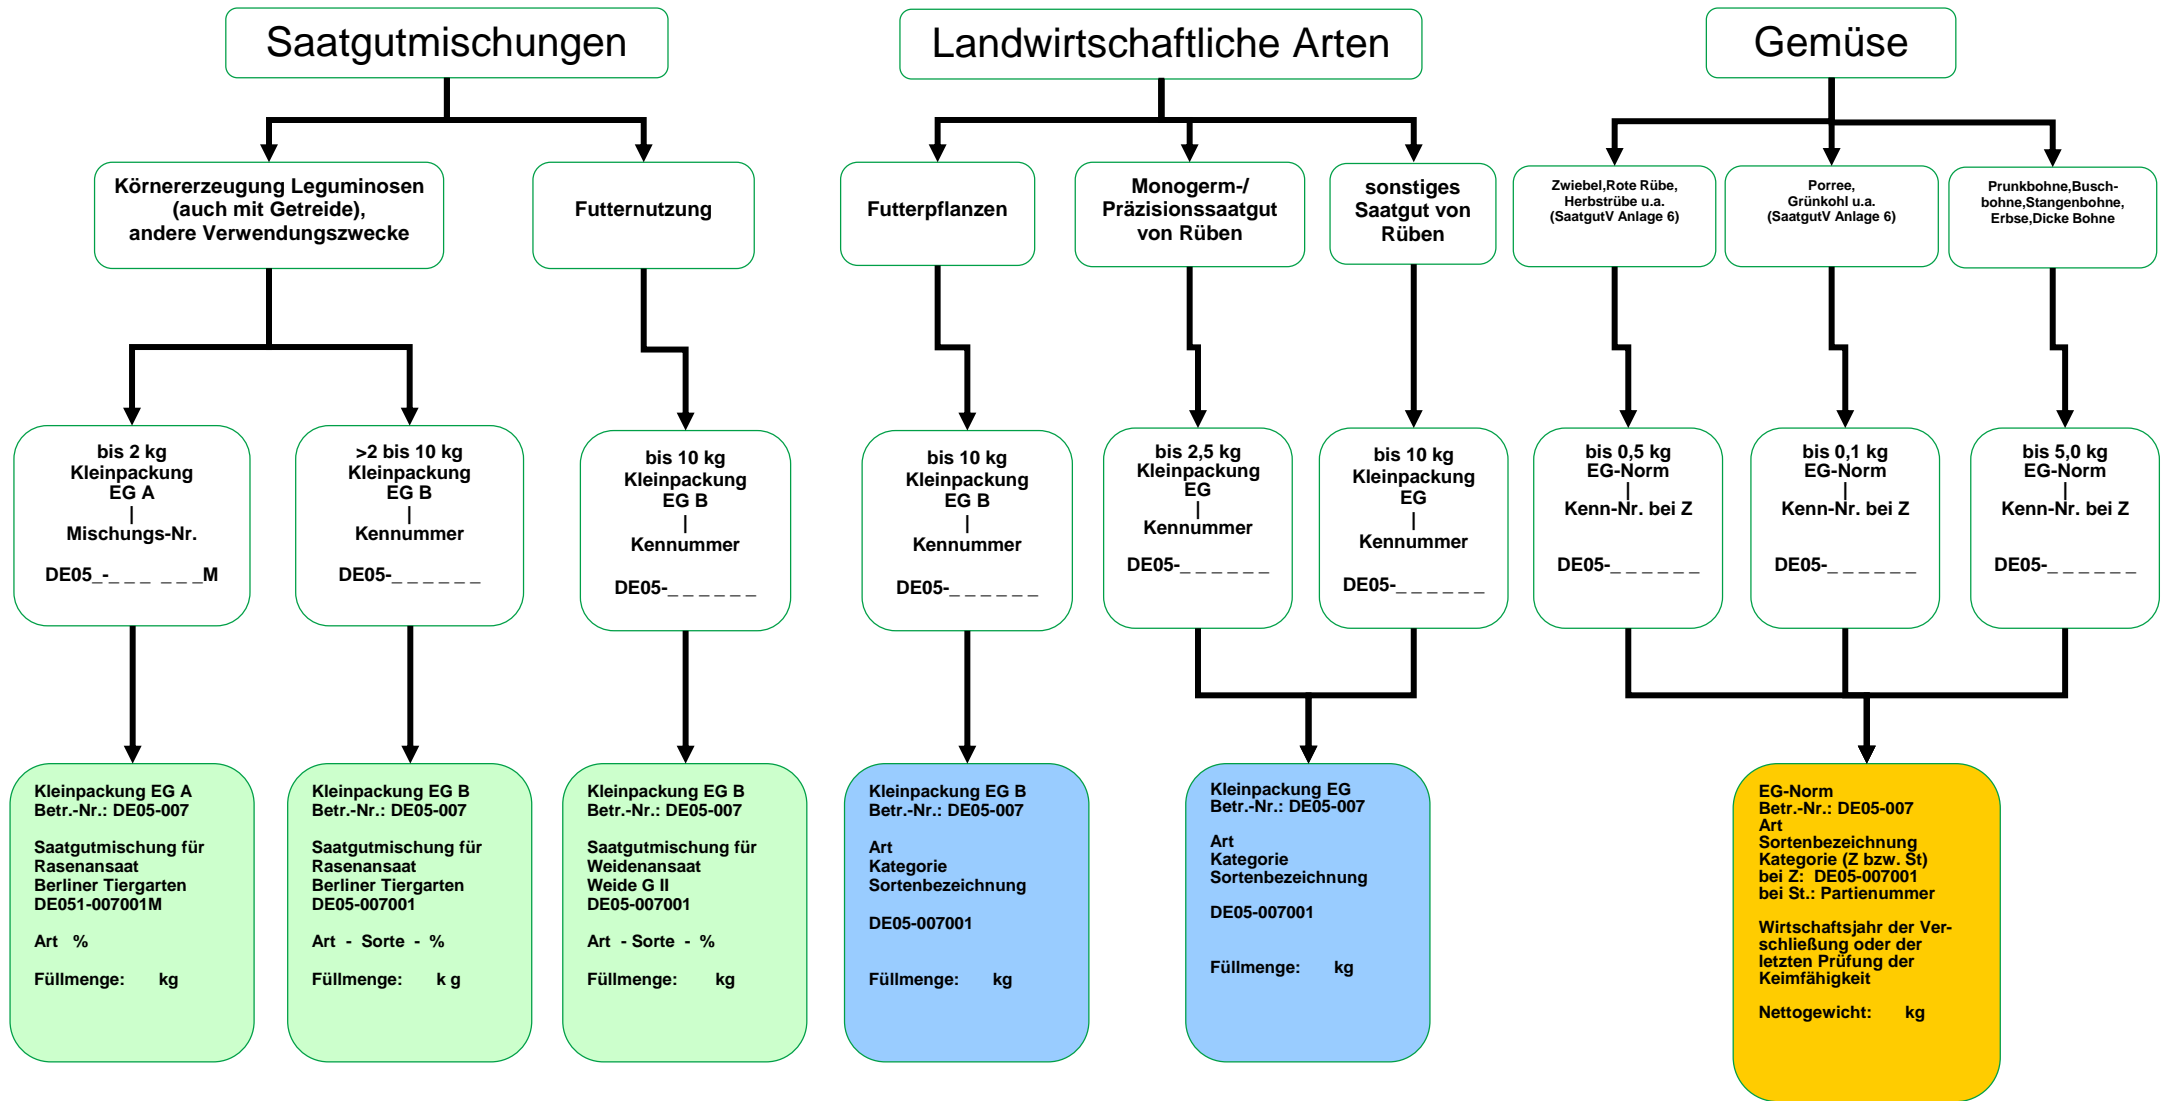 Saatgutmischungen
Landwirtschaftliche Arten
Gemüse
Körnererzeugung Leguminosen
(auch mit Getreide),
andere Verwendungszwecke
Futternutzung
Futterpflanzen
Monogerm-/
Präzisionssaatgut
von Rüben
sonstiges
Saatgut von
Rüben
Zwiebel,Rote Rübe,
Herbstrübe u.a.
(SaatgutV Anlage 6)
Porree,
Grünkohl u.a.
(SaatgutV Anlage 6)
Prunkbohne,Busch-
bohne,Stangenbohne,
Erbse,Dicke Bohne
bis 2 kg
Kleinpackung
EG A
|
Mischungs-Nr.
DE05_-_ _ _ _ _ _M
>2 bis 10 kg
Kleinpackung
EG B
|
Kennummer
DE05-_ _ _ _ _ _
bis 10 kg
Kleinpackung
EG B
|
Kennummer
DE05-_ _ _ _ _ _
bis 10 kg
Kleinpackung
EG B
|
Kennummer
DE05-_ _ _ _ _ _
bis 2,5 kg
Kleinpackung
EG
|
Kennummer
DE05-_ _ _ _ _ _
bis 10 kg
Kleinpackung
EG
|
Kennummer
DE05-_ _ _ _ _ _
bis 0,5 kg
EG-Norm
|
Kenn-Nr. bei Z
DE05-_ _ _ _ _ _
bis 0,1 kg
EG-Norm
|
Kenn-Nr. bei Z
DE05-_ _ _ _ _ _
bis 5,0 kg
EG-Norm
|
Kenn-Nr. bei Z
DE05-_ _ _ _ _ _
Kleinpackung EG A
Betr.-Nr.: DE05-007
Saatgutmischung für
Rasenansaat
Berliner Tiergarten
DE051-007001M
Art %
Füllmenge: kg
Kleinpackung EG B
Betr.-Nr.: DE05-007
Saatgutmischung für
Rasenansaat
Berliner Tiergarten
DE05-007001
Art - Sorte - %
Füllmenge: k g
Kleinpackung EG B
Betr.-Nr.: DE05-007
Saatgutmischung für
Weidenansaat
Weide G II
DE05-007001
Art - Sorte - %
Füllmenge: kg
Kleinpackung EG B
Betr.-Nr.: DE05-007
Art
Kategorie
Sortenbezeichnung
DE05-007001
Füllmenge: kg
Kleinpackung EG
Betr.-Nr.: DE05-007
Art
Kategorie
Sortenbezeichnung
DE05-007001
Füllmenge: kg
EG-Norm
Betr.-Nr.: DE05-007
Art
Sortenbezeichnung
Kategorie (Z bzw. St)
bei Z: DE05-007001
bei St.: Partienummer
Wirtschaftsjahr der Ver-
schließung oder der
letzten Prüfung der
Keimfähigkeit
Nettogewicht: kg